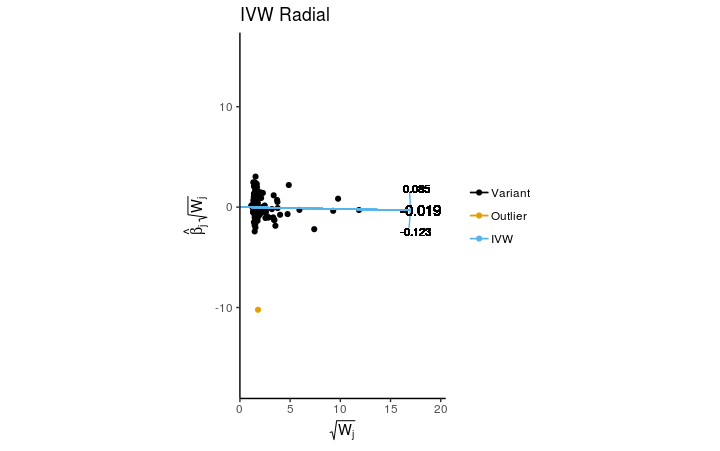 IVW Radial
10
0
-10
β̂j√Wj
0.085
-0.019
-0.123
Variant
Outlier
IVW
0 5 10 15 20
√Wj